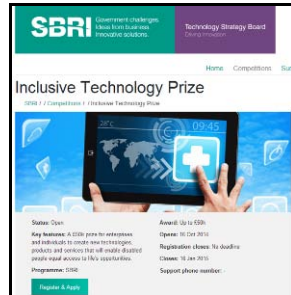 SBRI Government challenges.
Ideas from business.
Innovative solutions.
Technology Strategy Board
Driving Innovation
Home Competitions
Inclusive Technology Prize
SBRI / / Competitions / / Inclusive Technology Prize
28°C
09:45
Status: Open
Key features: A £50k prize for enterprises
and individuals to create new technologies,
products and services that will enable disabled
people equal access to life's opportunities.
Programme: SBRI
Award: Up to €50k
Opens: 16 Oct 2014
Registration closes: No deadline
Closes: 16 Jan 2015
Support phone number: -
Register & Apply